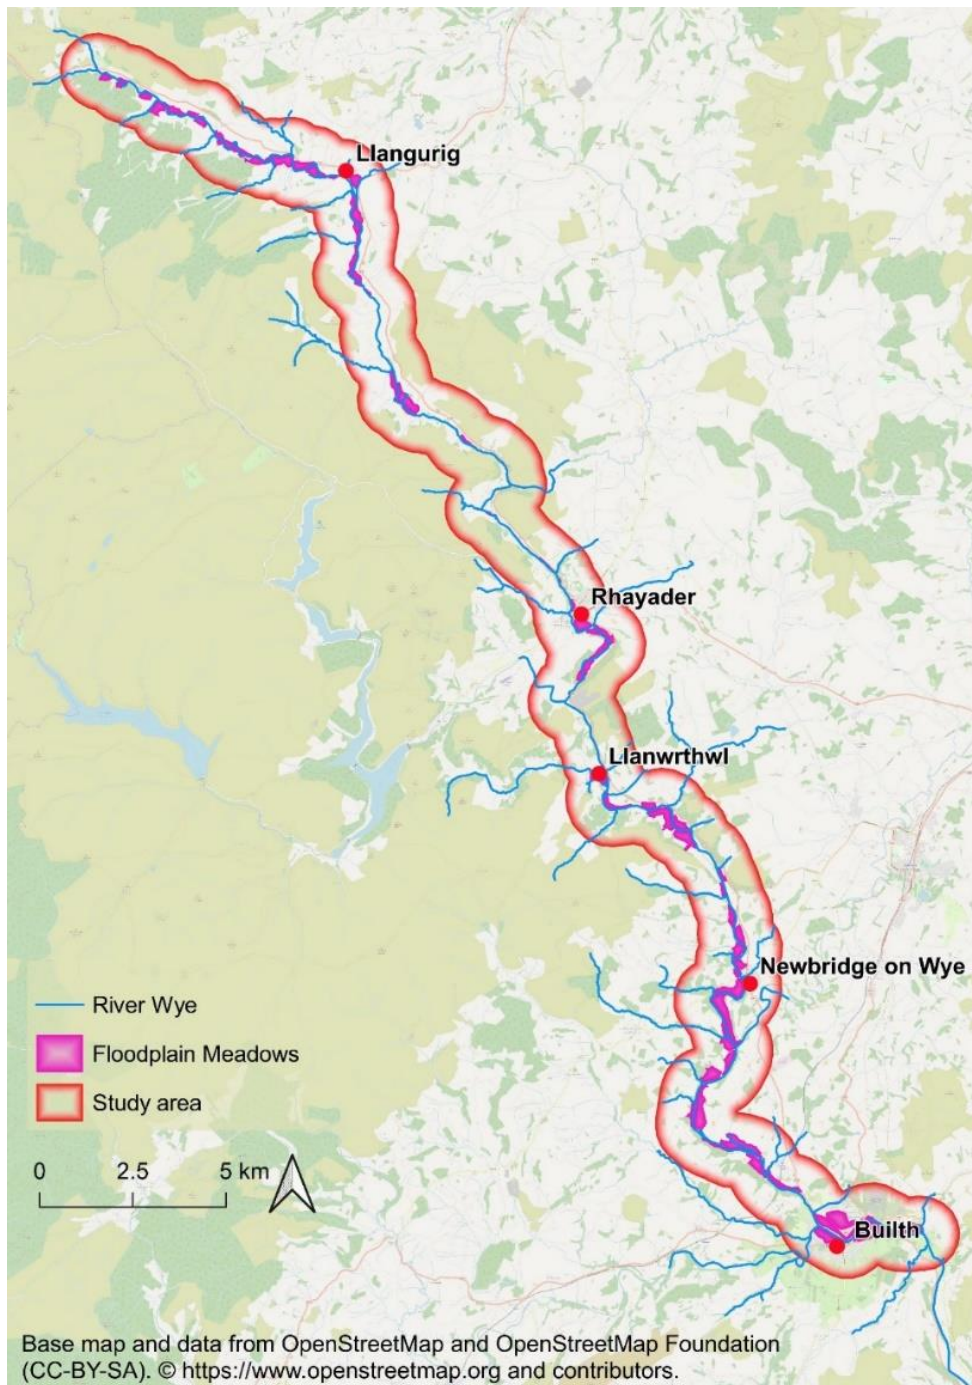 Llangurig
Rhayader
Llanwrthwl
Newbridge on Wye
River Wye
Floodplain Meadows
Study area
0 2.5 5 km
Builth
Base map and data from OpenStreetMap and OpenStreetMap Foundation
(CC-BY-SA). © https://www.openstreetmap.org and contributors.